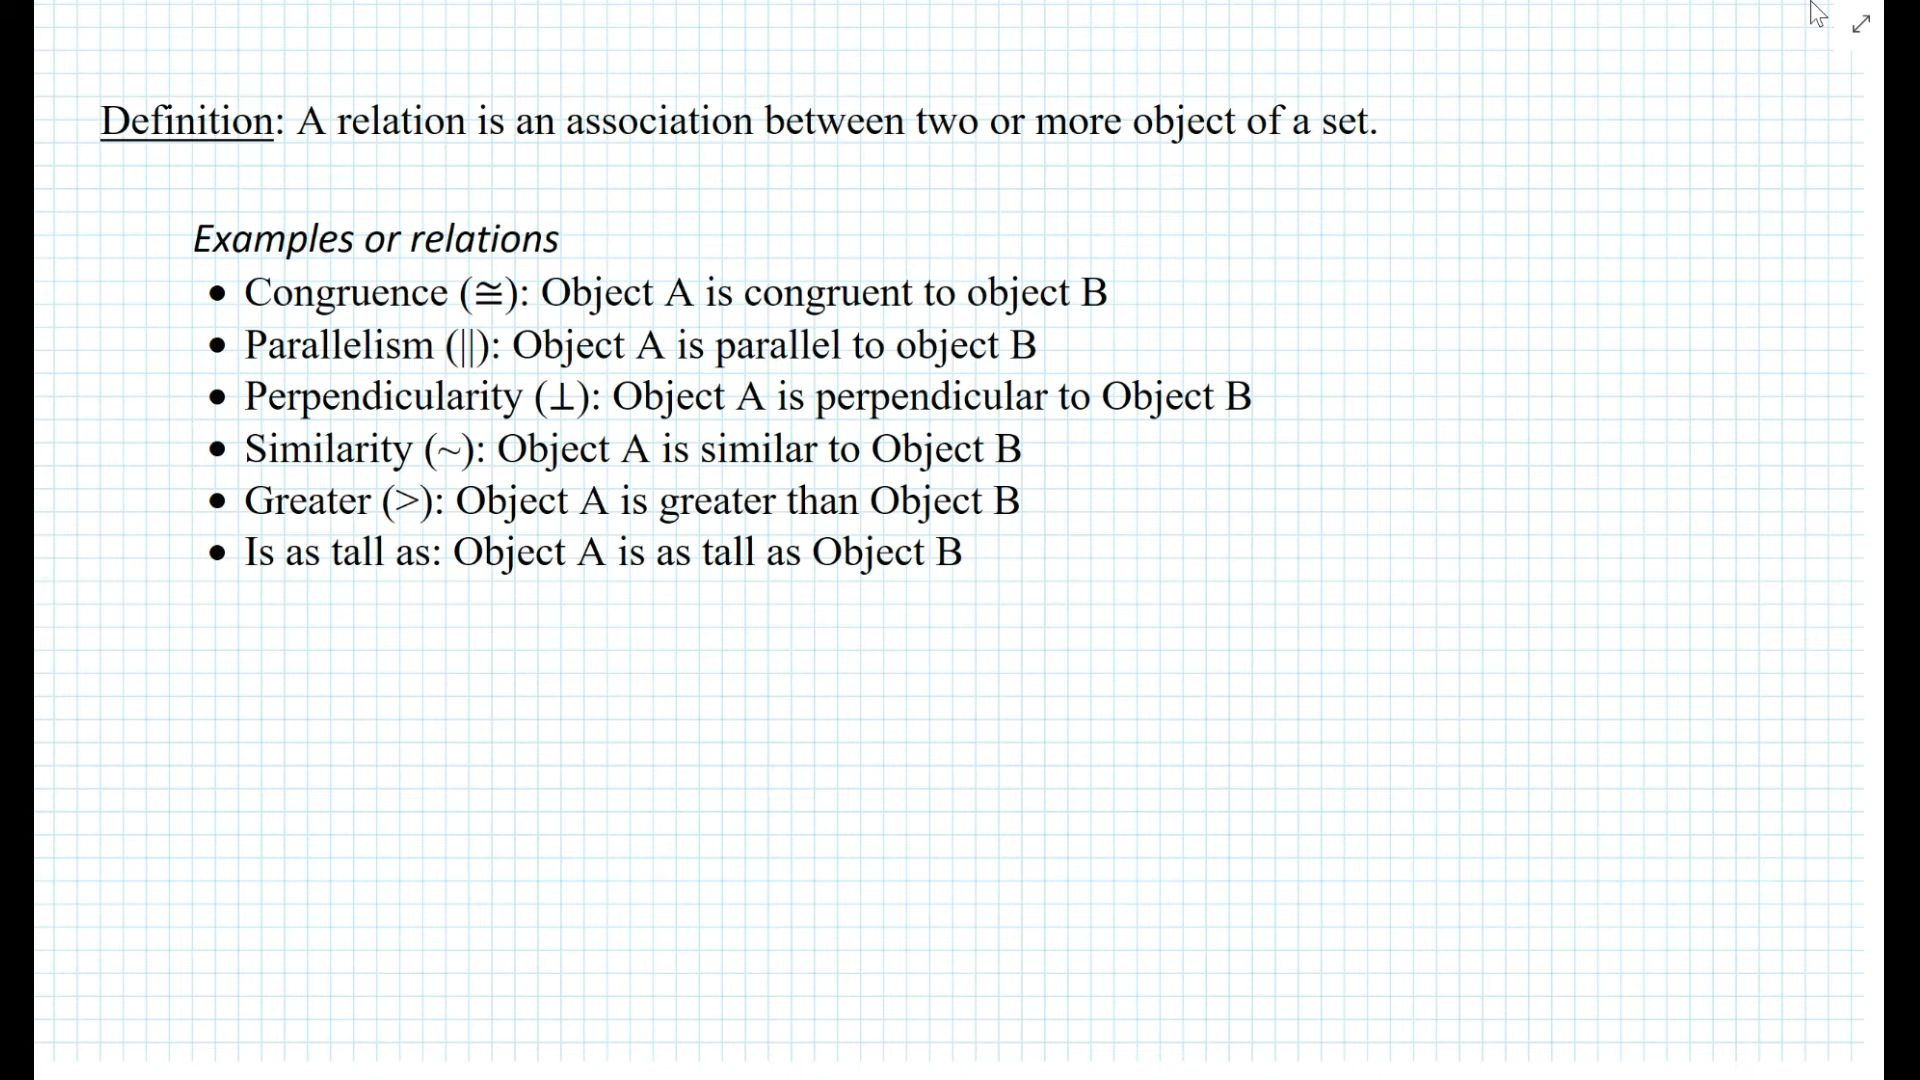 Definition: A relation is an association between two or more object of a set.
Examples or relations
• Congruence (≅): Object A is congruent to object B
• Parallelism (||): Object A is parallel to object B
• Perpendicularity (⊥): Object A is perpendicular to Object B
• Similarity (~): Object A is similar to Object B
• Greater (>): Object A is greater than Object B
• Is as tall as: Object A is as tall as Object B